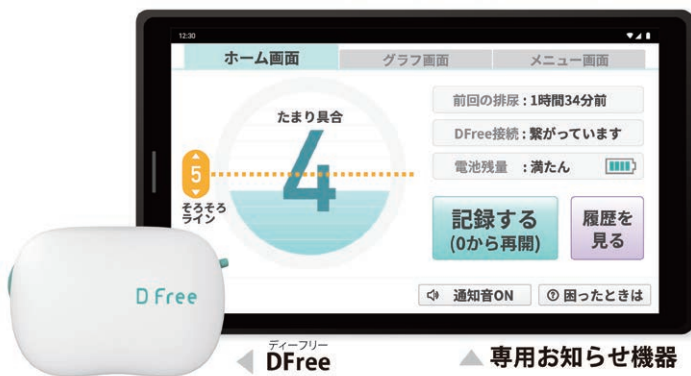 12:30
ホーム画面
グラフ画面
メニュー画面
たまり具合
4
5
そろそろ
ライン
前回の排尿:1時間34分前
DFree接続:繋がっています
電池残量 :満たん
記録する
(0から再開)
履歴を
見る
通知音ON
困ったときは
D Free
ディーフリー
DFree
専用お知らせ機器